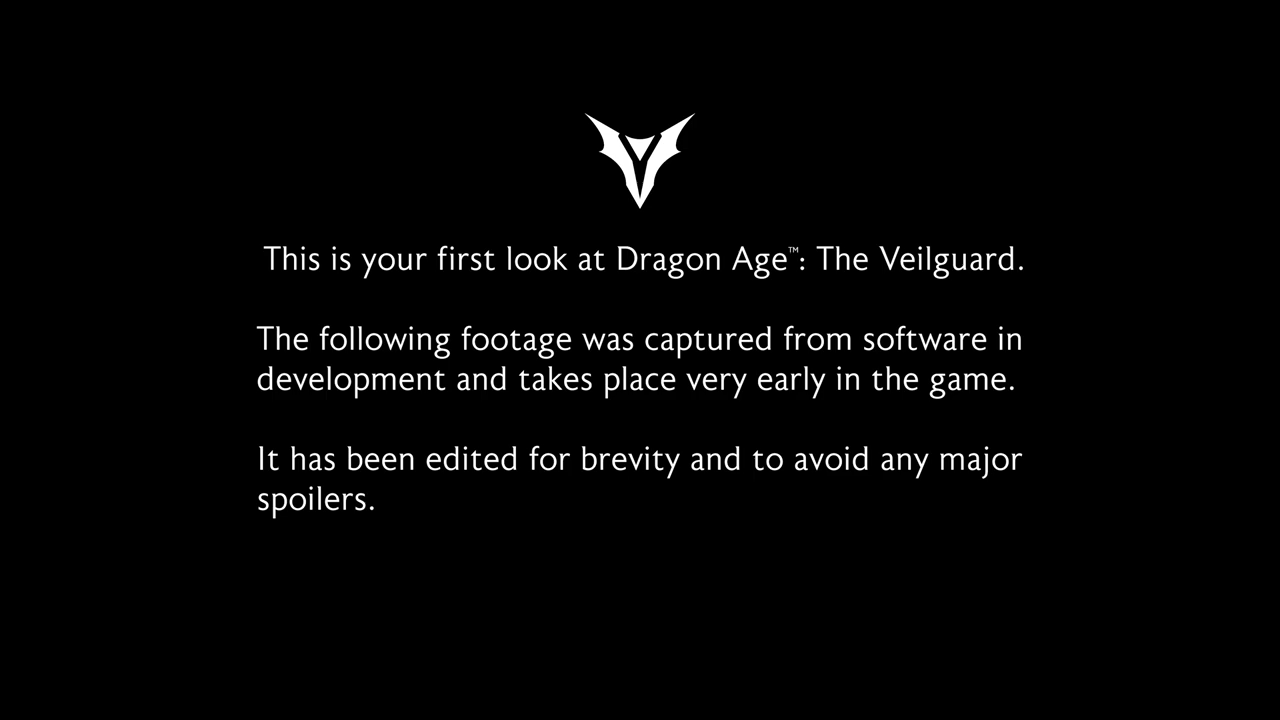 This is your first look at Dragon Age™: The Veilguard.
The following footage was captured from software in
development and takes place very early in the game.
It has been edited for brevity and to avoid any major
spoilers.